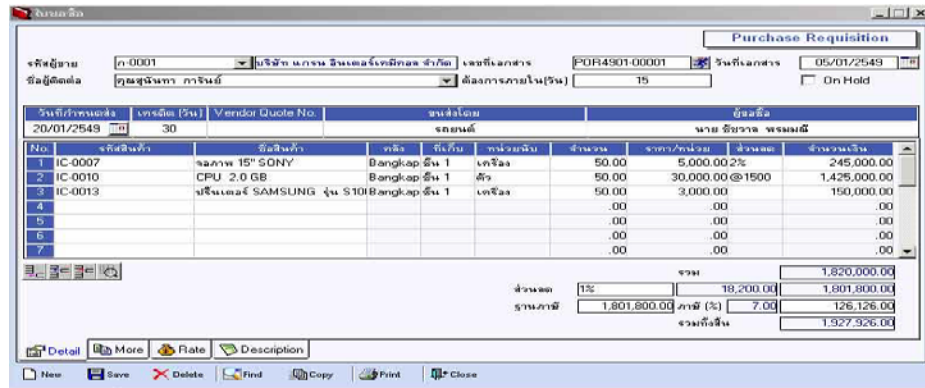 ใบขอซื้อ
Purchase Requisition
รหัสผู้ขาย ก-0001 บริษัท แกรน อินเตอร์เทมิทอล จำกัด เลขที่เอกสาร POR4901-00001 วันที่เอกสาร 05/01/2549
ชื่อผู้ติดต่อ คุณสุนันทา การันย์ ต้องการภายใน(วัน) 15 On Hold
วันที่กำหนดส่ง เครดิต (วัน) Vendor Quote No. ขนส่งโดย ผู้ขอซื้อ
20/01/2549 30 รถยนต์ นาย ธัชวาล พรมมณี
No. รหัสสินค้า ชื่อสินค้า คลัง ที่เก็บ หน่วยนับ จำนวน ราคา/หน่วย ส่วนลด จำนวนเงิน
1 IC-0007 จอภาพ 15" SONY Bangkap ชั้น 1 เครื่อง 50.00 5,000.00 2% 245,000.00
2 IC-0010 CPU 2.0 GB Bangkap ชั้น 1 ตัว 50.00 30,000.00 @1500 1,425,000.00
3 IC-0013 ปริ๊นเตอร์ SAMSUNG รุ่น S10 Bangkap ชั้น 1 เครื่อง 50.00 3,000.00 150,000.00
4 .00 .00 .00
5 .00 .00 .00
6 .00 .00 .00
7 .00 .00 .00
รวม 1,820,000.00
ส่วนลด 1% 18,200.00 1,801,800.00
ฐานภาษี 1,801,800.00 ภาษี (%) 7.00 126,126.00
รวมทั้งสิ้น 1,927,926.00
Detail More Rate Description
New Save Delete Find Copy Print Close